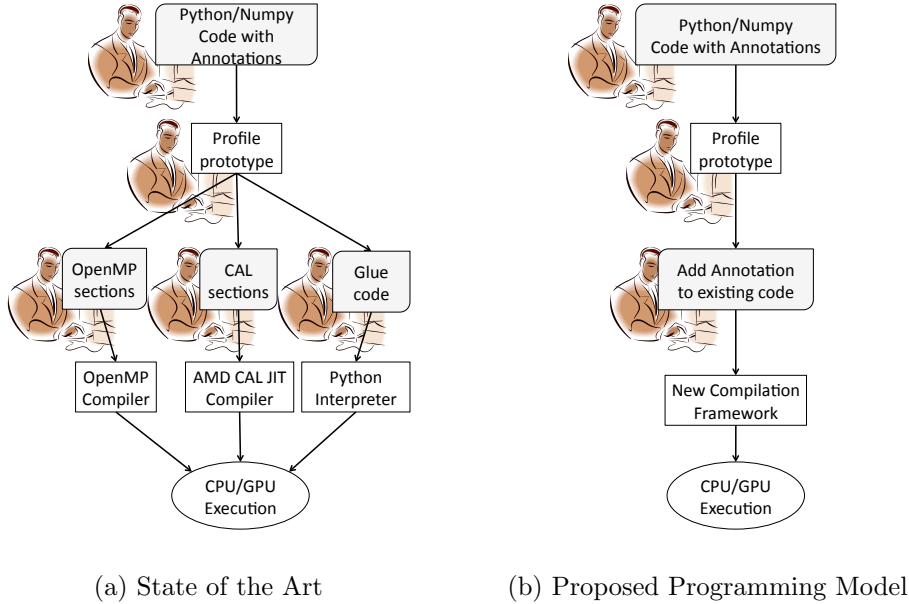 Python/Numpy
Code with
Annotations
Profile
prototype
OpenMP
sections
CAL
sections
Glue
code
OpenMP
Compiler
AMD CAL JIT
Compiler
Python
Interpreter
CPU/GPU
Execution
(a) State of the Art
Python/Numpy
Code with Annotations
Profile
prototype
Add Annotation
to existing code
New Compilation
Framework
CPU/GPU
Execution
(b) Proposed Programming Model